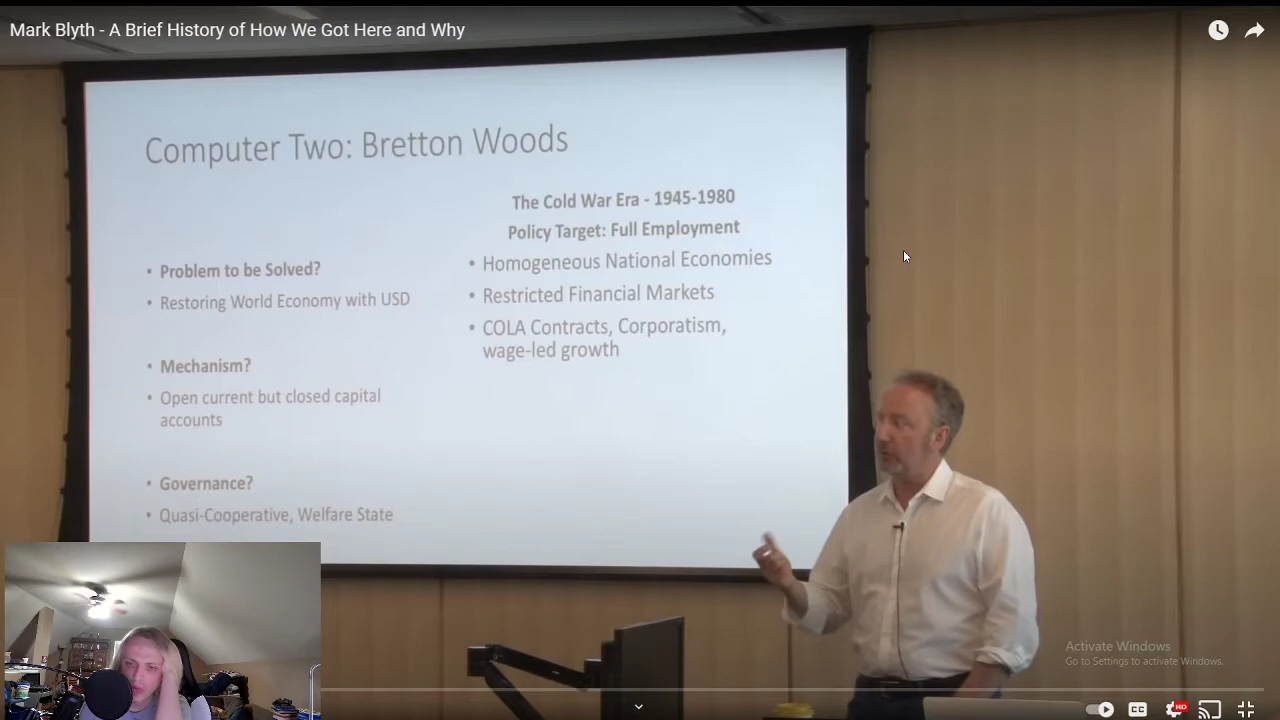 Mark Blyth - A Brief History of How We Got Here and Why
Computer Two: Bretton Woods
• Problem to be Solved?
• Restoring World Economy with USD
• Mechanism?
• Open current but closed capital
accounts
• Governance?
• Quasi-Cooperative, Welfare State
The Cold War Era - 1945-1980
Policy Target: Full Employment
• Homogeneous National Economies
• Restricted Financial Markets
• COLA Contracts, Corporatism,
wage-led growth
Activate Windows
Go to Settings to activate Windows.
CC
HD